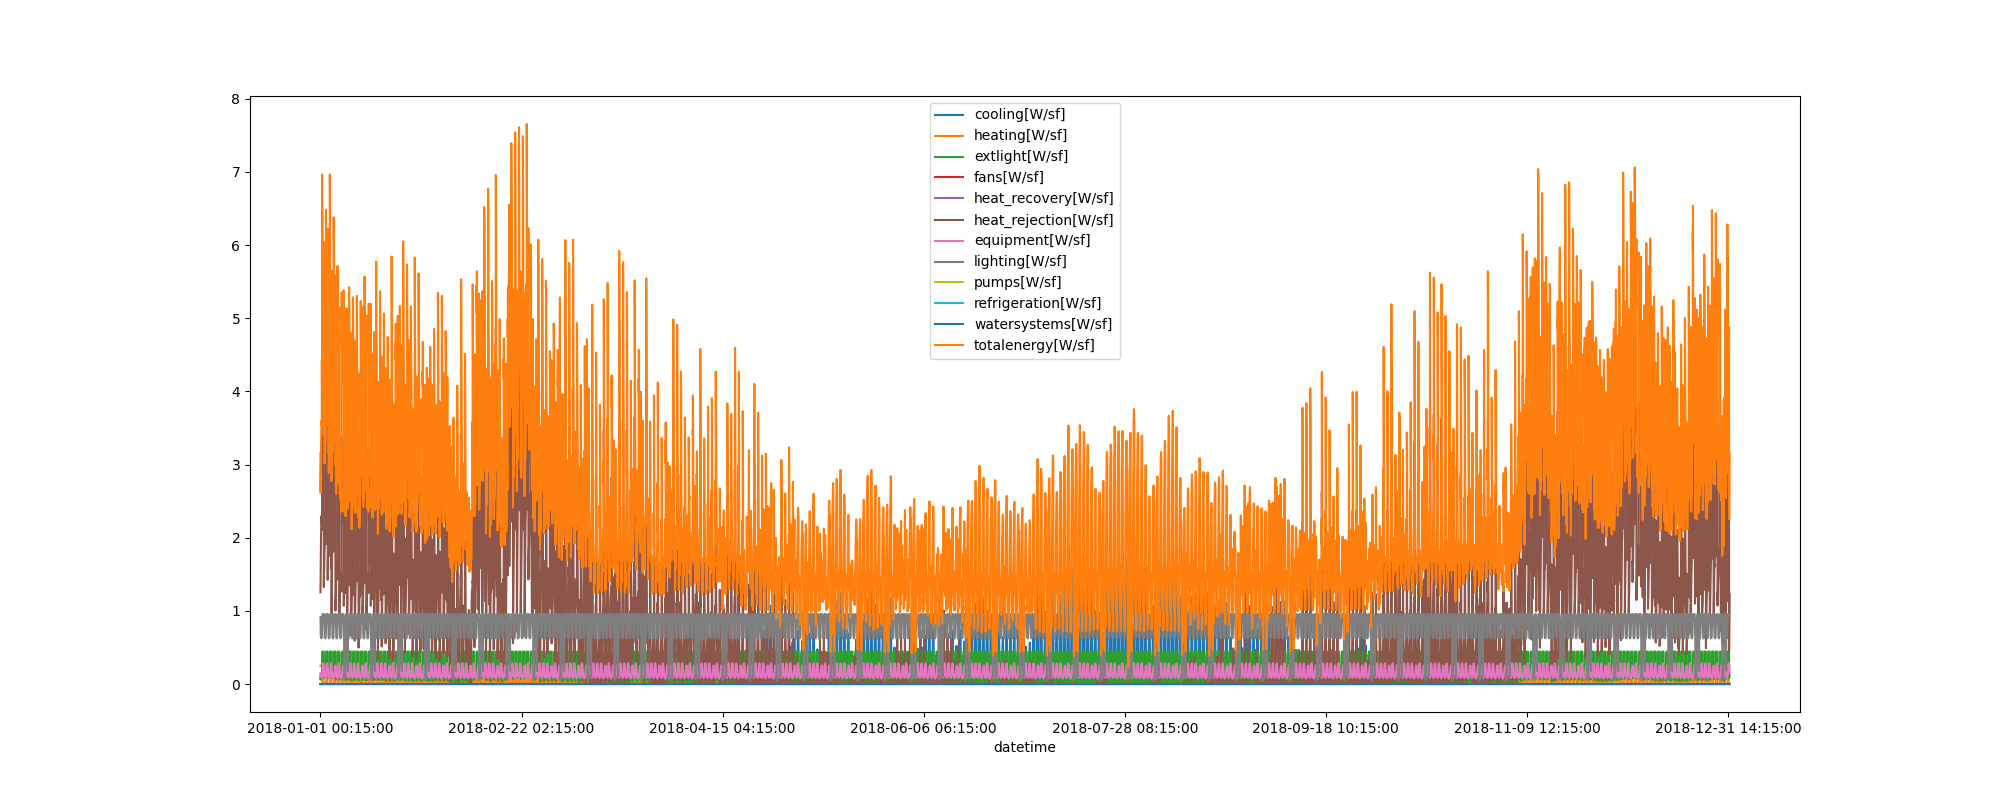 8
7
6
5
4
3
2
1
0
cooling[W/sf]
heating[W/sf]
extlight[W/sf]
fans[W/sf]
heat_recovery[W/sf]
heat_rejection[W/sf]
equipment[W/sf]
lighting[W/sf]
pumps[W/sf]
refrigeration[W/sf]
watersystems[W/sf]
totalenergy[W/sf]
2018-01-01 00:15:00 2018-02-22 02:15:00 2018-04-15 04:15:00 2018-06-06 06:15:00 2018-07-28 08:15:00 2018-09-18 10:15:00 2018-11-09 12:15:00 2018-12-31 14:15:00
datetime